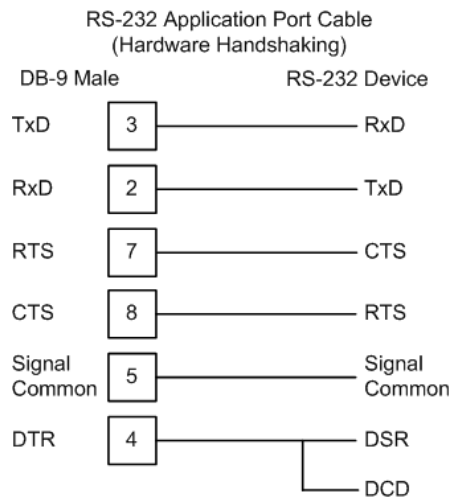 RS-232 Application Port Cable
(Hardware Handshaking)
DB-9 Male RS-232 Device
TxD 3 RxD
RxD 2 TxD
RTS 7 CTS
CTS 8 RTS
Signal Common 5 Signal Common
DTR 4 DSR
DCD